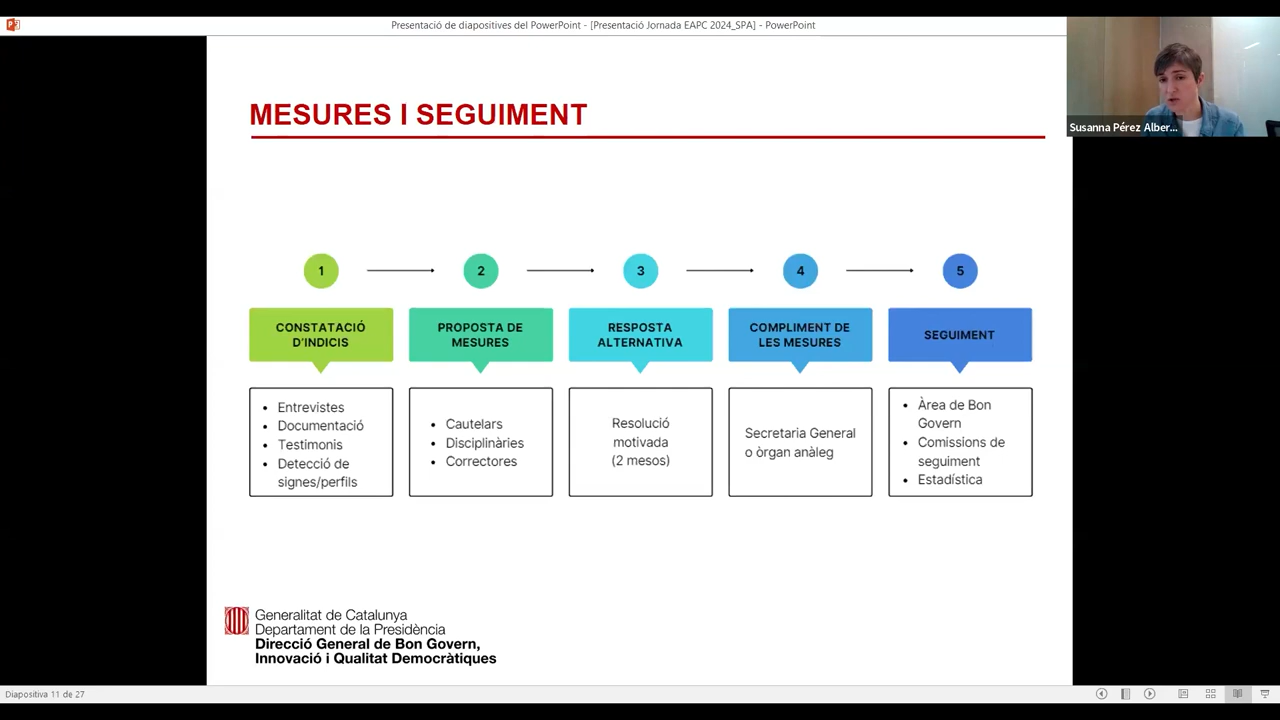 Presentació de diapositives del PowerPoint - [Presentació Jornada EAPC 2024_SPA] - PowerPoint
Susanna Pérez Alber...
MESURES I SEGUIMENT
1
2
3
4
5
CONSTATACIÓ
D'INDICIS
PROPOSTA DE
MESURES
RESPOSTA
ALTERNATIVA
COMPLIMENT DE
LES MESURES
SEGUIMENT
• Entrevistes
• Documentació
• Testimonis
• Detecció de
signes/perfils
• Cautelars
• Disciplinàries
• Correctores
Resolució
motivada
(2 mesos)
Secretaria General
o òrgan anàleg
• Àrea de Bon
Govern
• Comissions de
seguiment
• Estadística
Generalitat de Catalunya
Departament de la Presidència
Direcció General de Bon Govern,
Innovació i Qualitat Democràtiques
Diapositiva 11 de 27